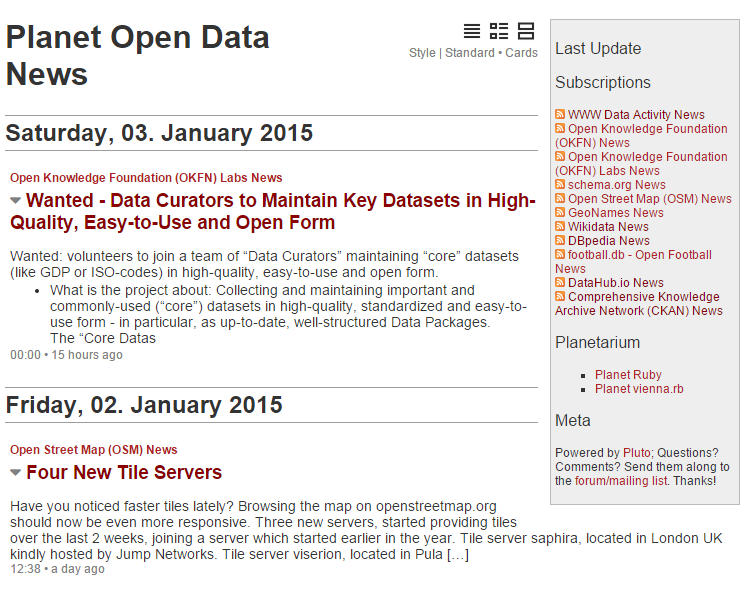 Planet Open Data
News
Style | Standard • Cards
Saturday, 03. January 2015
Open Knowledge Foundation (OKFN) Labs News
Wanted - Data Curators to Maintain Key Datasets in High-
Quality, Easy-to-Use and Open Form
Wanted: volunteers to join a team of “Data Curators” maintaining “core” datasets
(like GDP or ISO-codes) in high-quality, easy-to-use and open form.
• What is the project about: Collecting and maintaining important and
commonly-used (“core”) datasets in high-quality, standardized and easy-to-
use form - in particular, as up-to-date, well-structured Data Packages.
The “Core Datas
00:00 • 15 hours ago
Friday, 02. January 2015
Open Street Map (OSM) News
Four New Tile Servers
Have you noticed faster tiles lately? Browsing the map on openstreetmap.org
should now be even more responsive. Three new servers, started providing tiles
over the last 2 weeks, joining a server which started earlier in the year. Tile server saphira, located in London UK
kindly hosted by Jump Networks. Tile server viserion, located in Pula […]
12:38 • a day ago
Last Update
Subscriptions
WWW Data Activity News
Open Knowledge Foundation
(OKFN) News
Open Knowledge Foundation
(OKFN) Labs News
schema.org News
Open Street Map (OSM) News
GeoNames News
Wikidata News
DBpedia News
football.db - Open Football
News
DataHub.io News
Comprehensive Knowledge
Archive Network (CKAN) News
Planetarium
Planet Ruby
Planet vienna.rb
Meta
Powered by Pluto; Questions?
Comments? Send them along to
the forum/mailing list. Thanks!